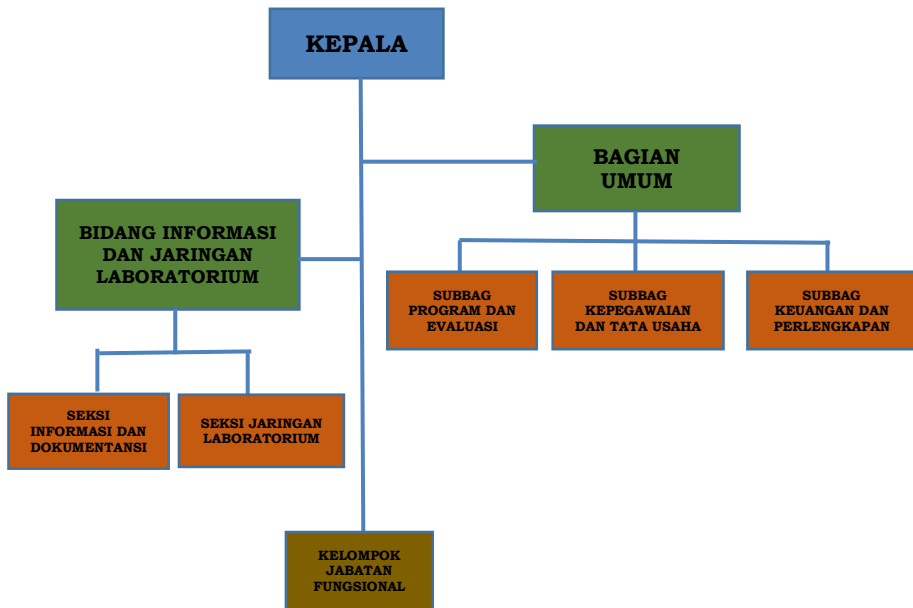 KEPALA
BAGIAN
UMUM
BIDANG INFORMASI
DAN JARINGAN
LABORATORIUM
SUBBAG
PROGRAM DAN
EVALUASI
SUBBAG
KEPEGAWAIAN
DAN TATA USAHA
SUBBAG
KEUANGAN DAN
PERLENGKAPAN
SEKSI
INFORMASI DAN
DOKUMENTANSI
SEKSI JARINGAN
LABORATORIUM
KELOMPOK
JABATAN
FUNGSIONAL